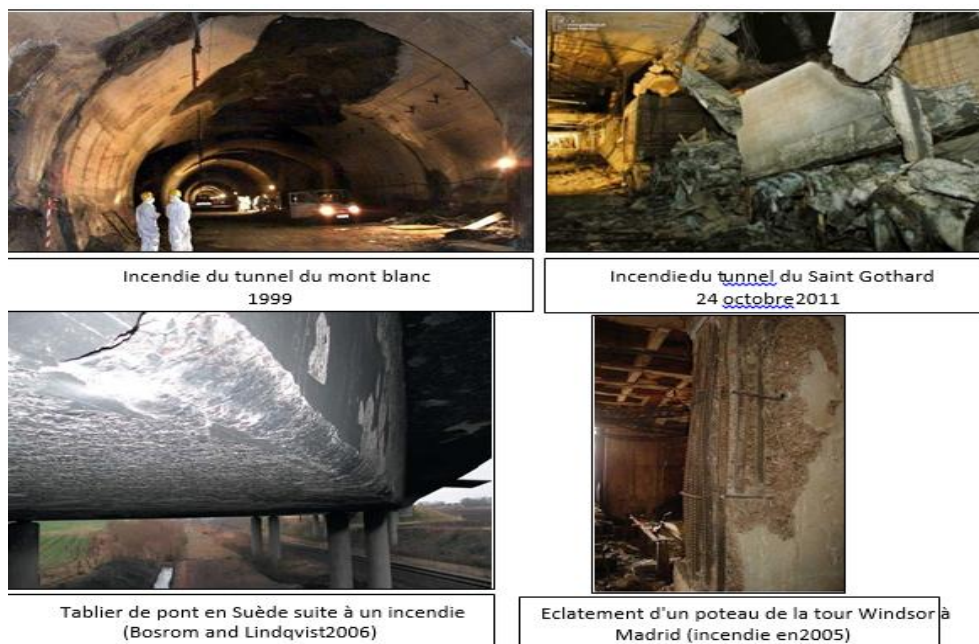 Incendie du tunnel du mont blanc
1999
Incendiedu tunnel du Saint Gothard
24 octobre2011
Tablier de pont en Suède suite à un incendie
(Bosrom and Lindqvist2006)
Eclatement d'un poteau de la tour Windsor à
Madrid (incendie en2005)